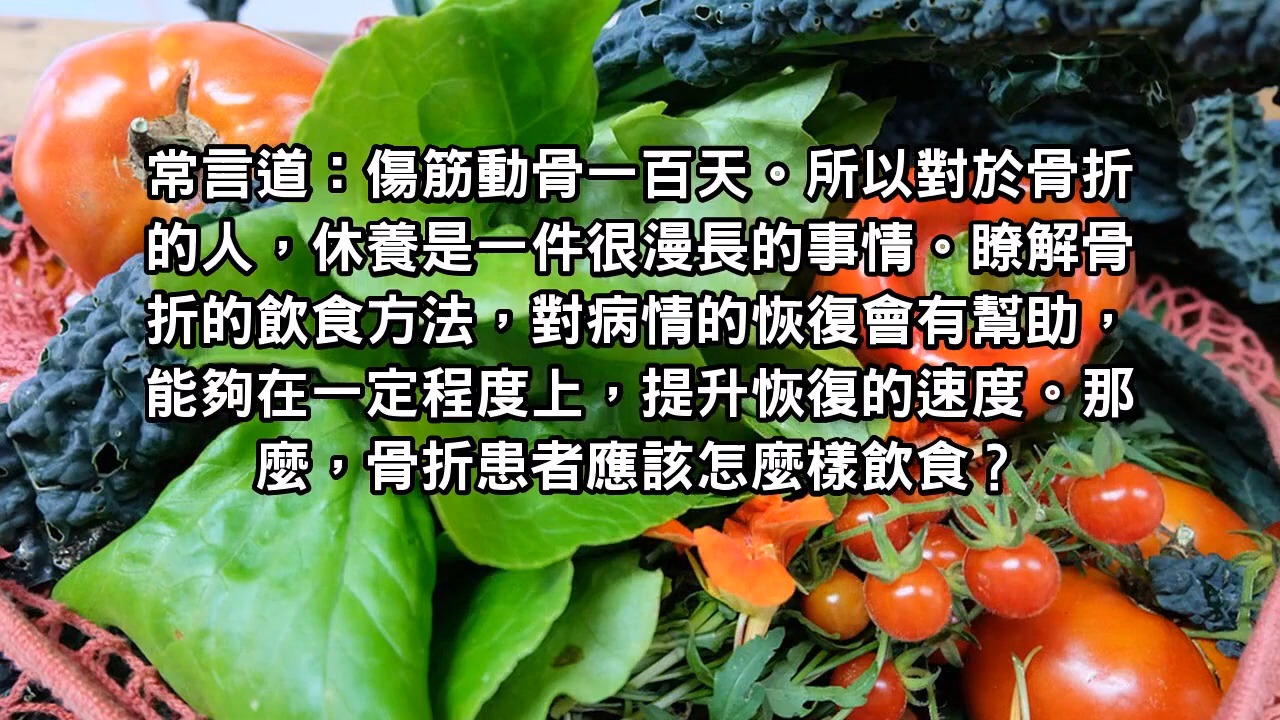 常言道：傷筋動骨一百天。所以對於骨折
的人，休養是一件很漫長的事情。瞭解骨
折的飲食方法，對病情的恢復會有幫助，
能夠在一定程度上，提升恢復的速度。那
麼，骨折患者應該怎麼樣飲食？